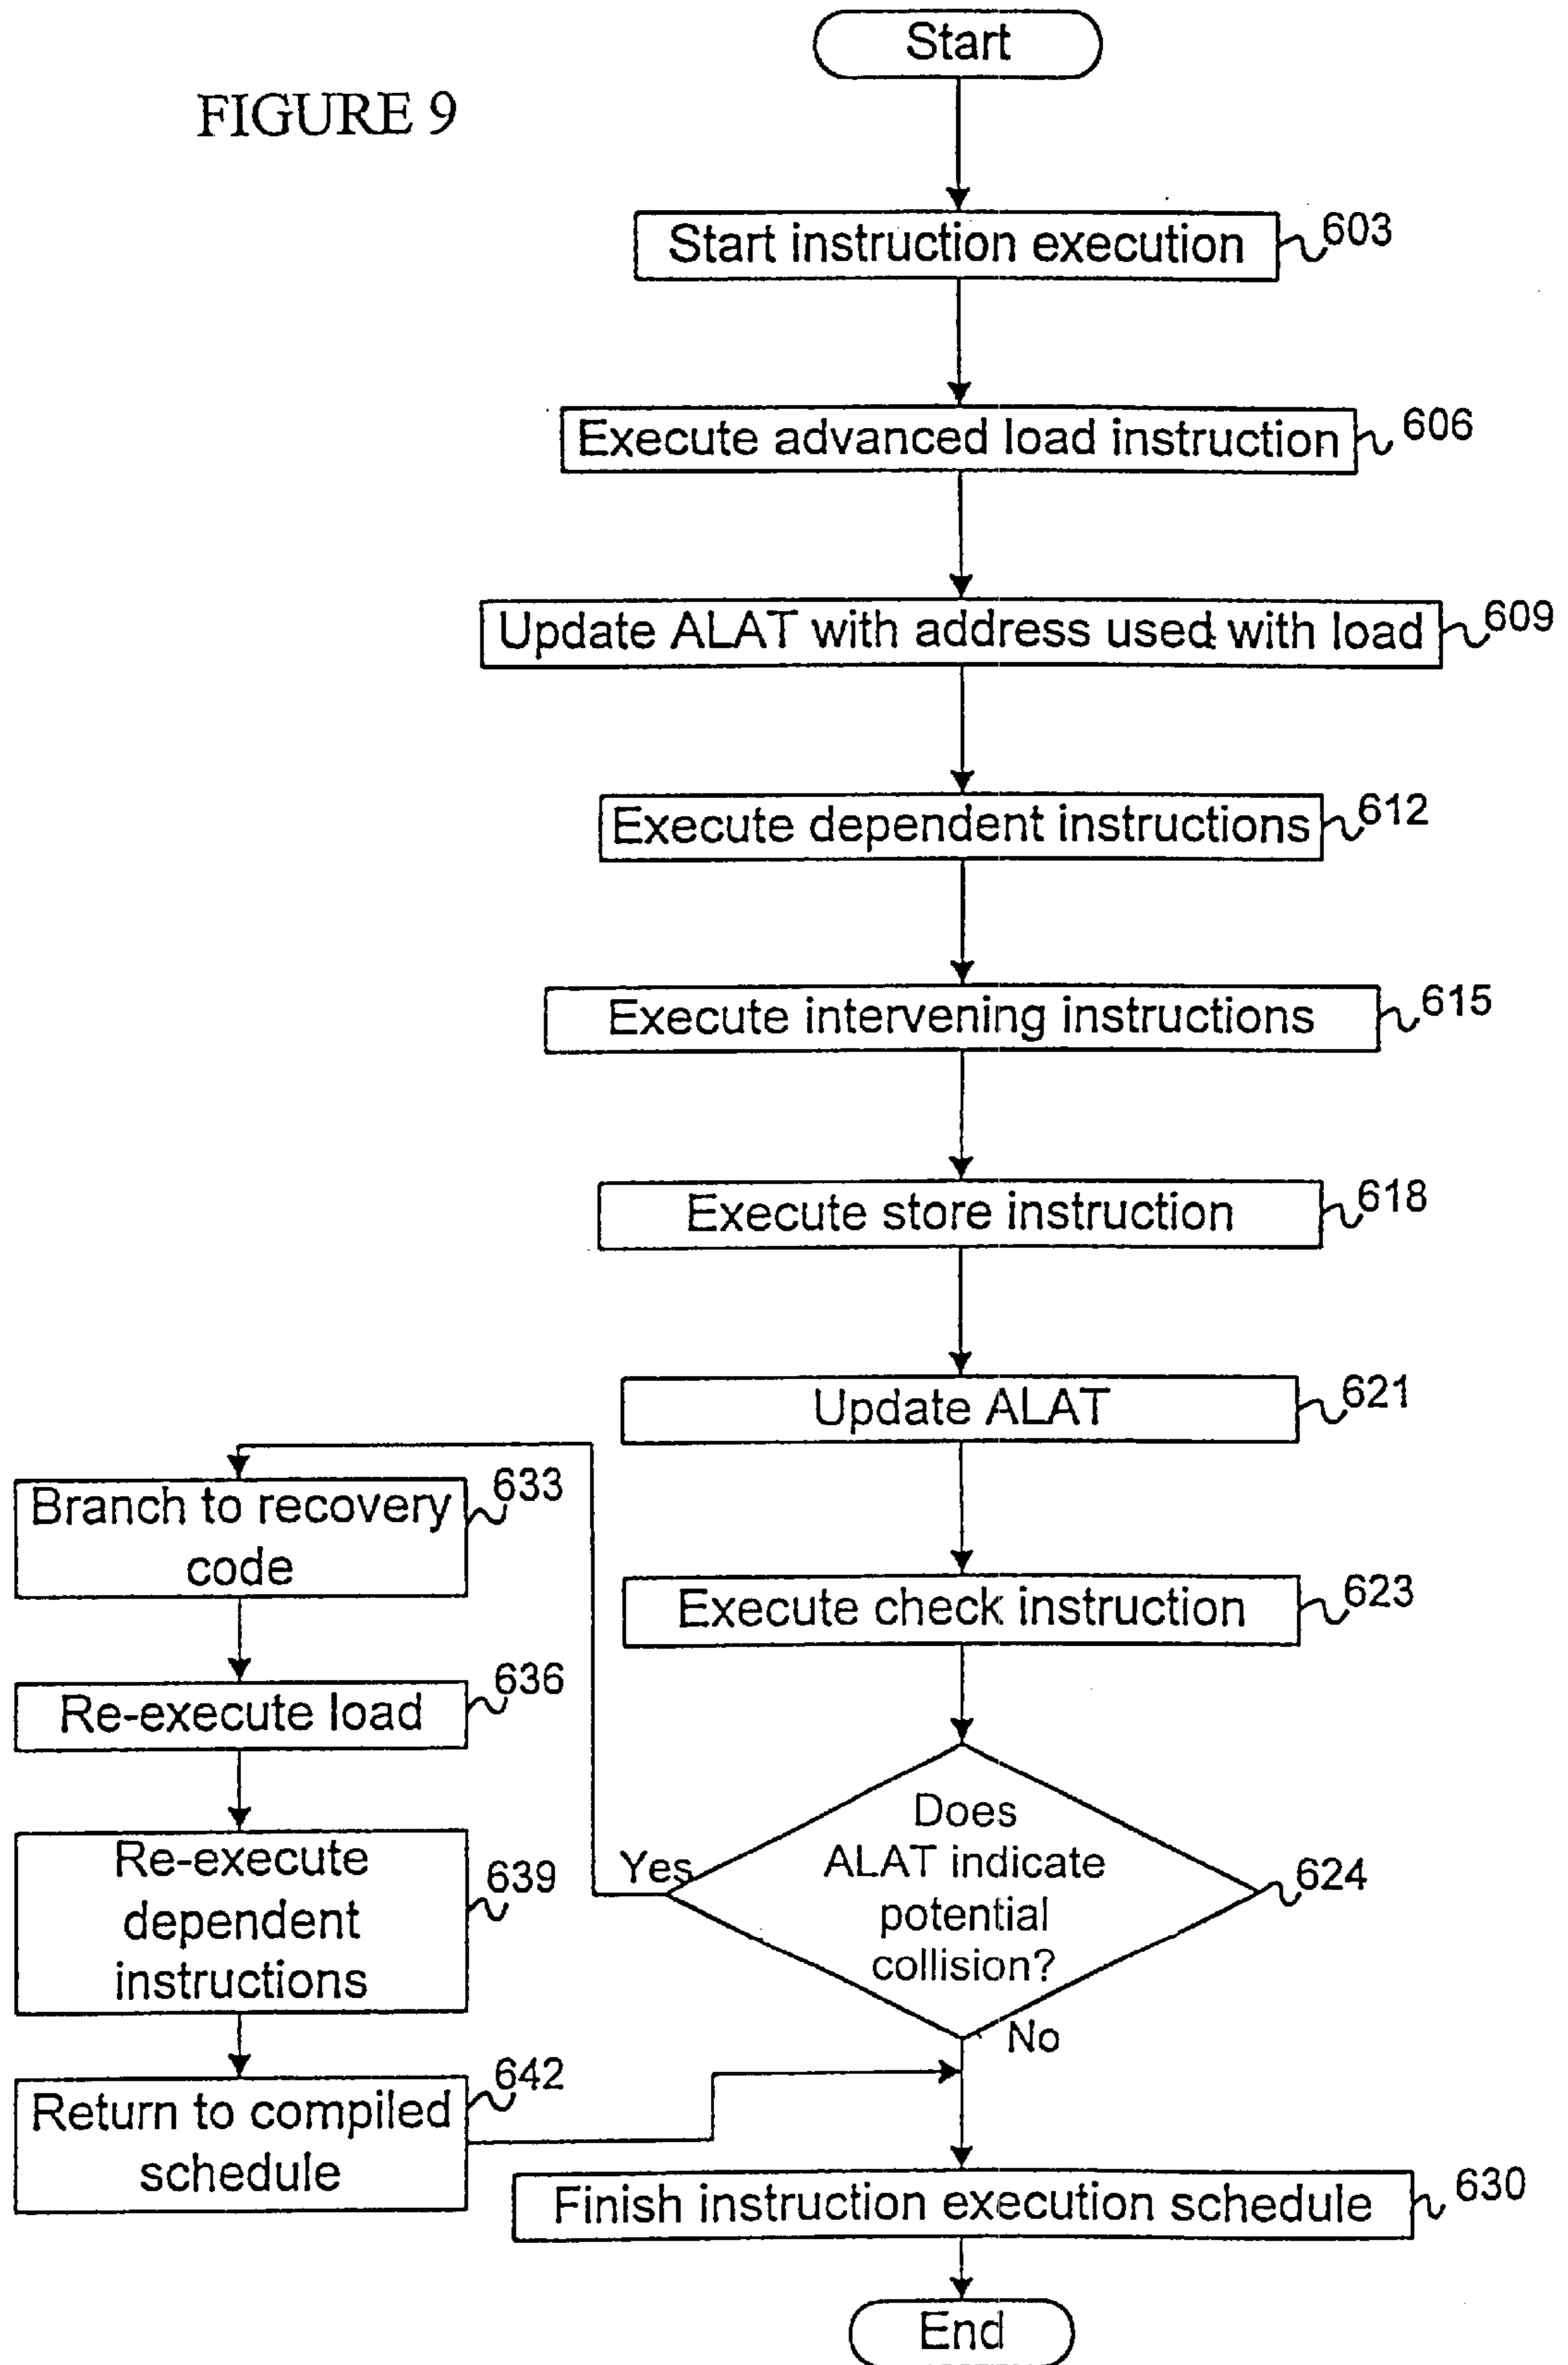 Start
FIGURE 9
Start instruction execution
603
Execute advanced load instruction
606
Update ALAT with address used with load
609
Execute dependent instructions
612
Execute intervening instructions
615
Execute store instruction
618
Update ALAT
621
Branch to recovery
code
633
Execute check instruction
623
Re-execute load
636
Does
ALAT indicate
potential
collision?
624
Yes
No
Re-execute
dependent
instructions
639
Return to compiled
schedule
642
Finish instruction execution schedule
630
End